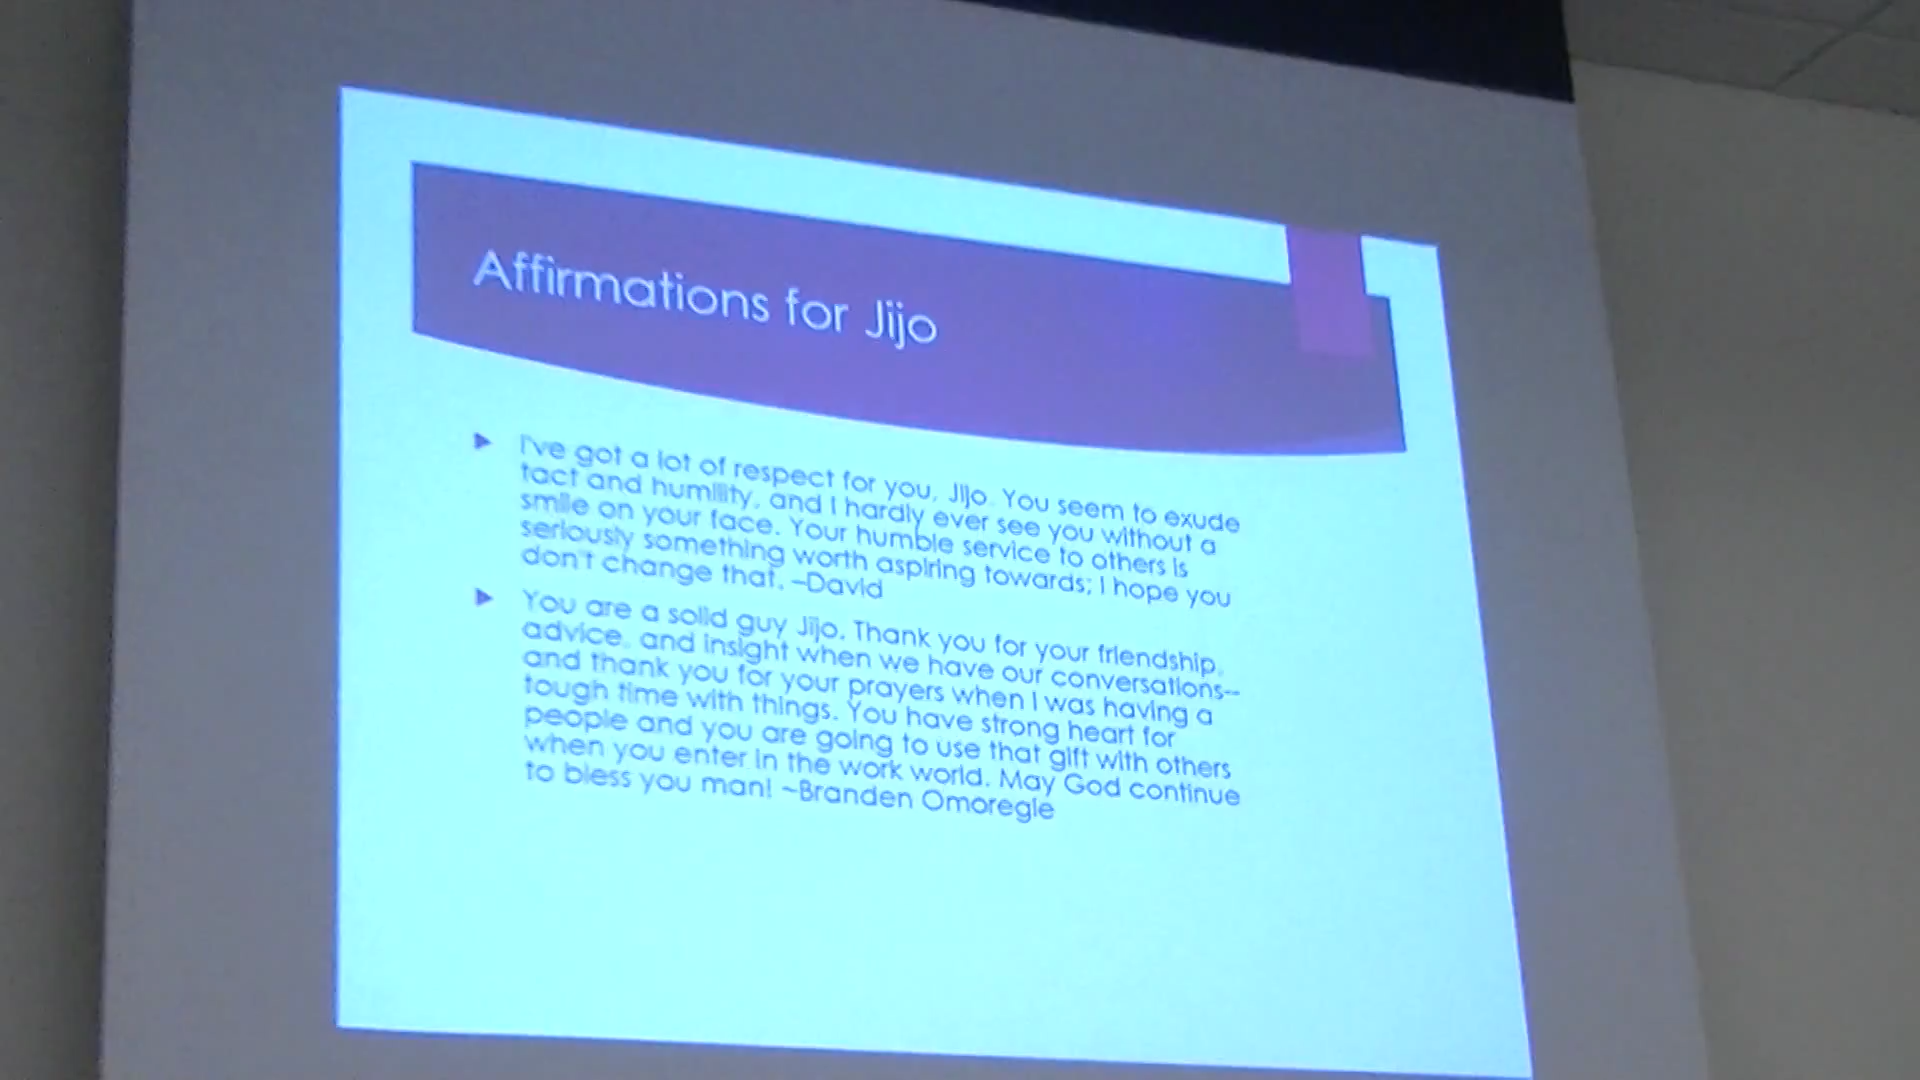 Affirmations for Jijo
I've got a lot of respect for you, Jijo. You seem to exude
tact and humility, and I hardly ever see you without a
smile on your face. Your humble service to others is
seriously something worth aspiring towards; I hope you
don't change that. –David
You are a solid guy Jijo. Thank you for your friendship,
advice, and insight when we have our conversations--
and thank you for your prayers when I was having a
tough time with things. You have strong heart for
people and you are going to use that gift with others
when you enter in the work world. May God continue
to bless you man! ~Branden Omoregie